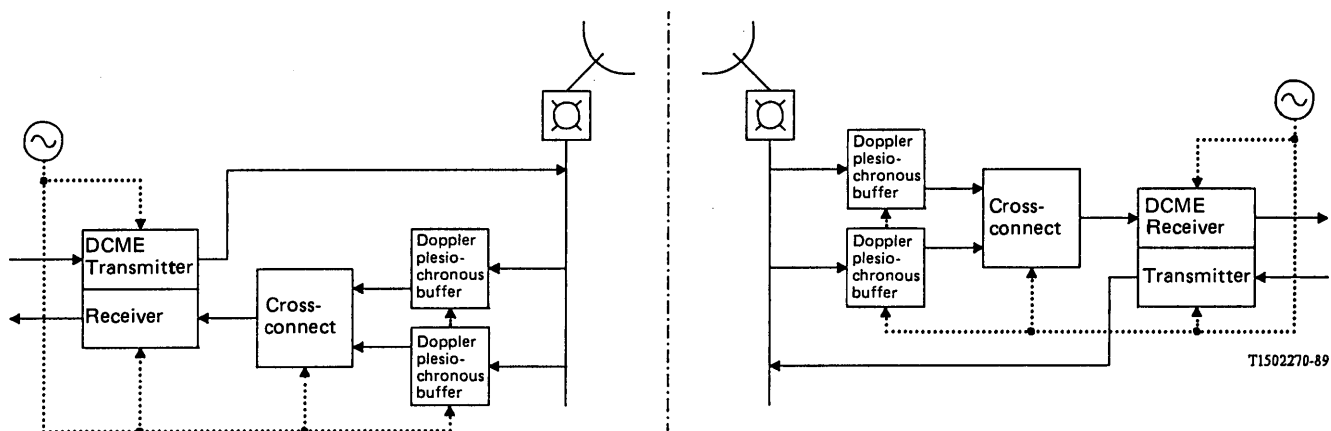 DCME
Transmitter
Receiver
Cross-
connect
Doppler
plesio-
chronous
buffer
Doppler
plesio-
chronous
buffer
Doppler
plesio-
chronous
buffer
Doppler
plesio-
chronous
buffer
Cross-
connect
DCME
Receiver
Transmitter
T1502270-89